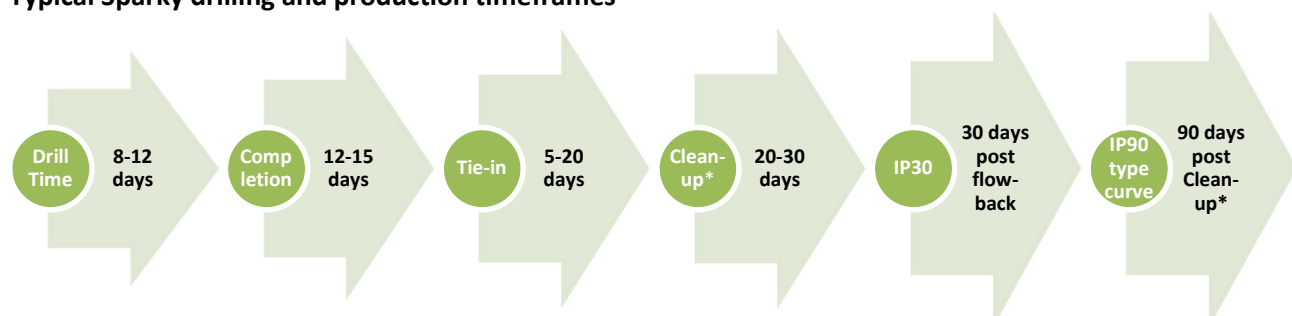 Typical Sparky drilling and production timeframes
Drill
Time
8-12
days
Comp
letion
12-15
days
Tie-in
5-20
days
Clean-
up*
20-30
days
IP30
30 days
post
flow-
back
IP90
type
curve
90 days
post
Clean-
up*